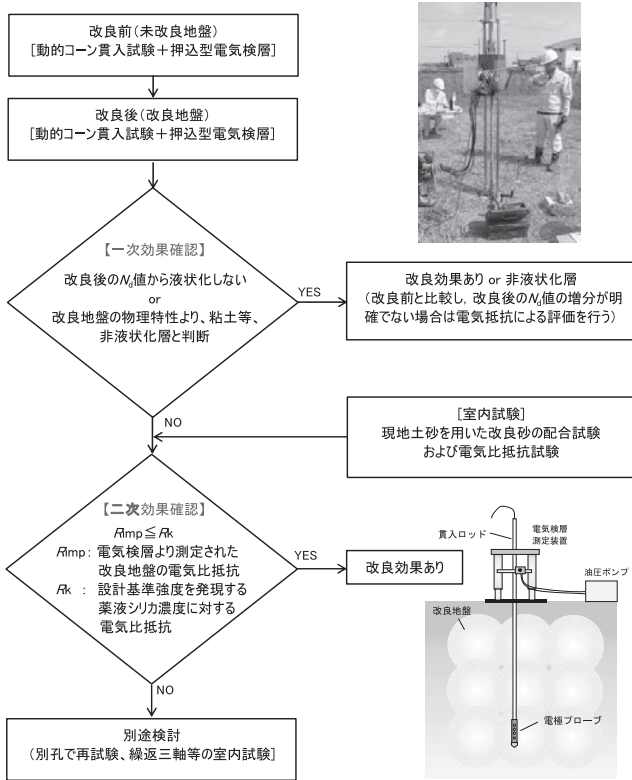 改良前(未改良地盤)
[動的コーン貫入試験+押込型電気検層]
改良後(改良地盤)
[動的コーン貫入試験+押込型電気検層]
【一次効果確認】
改良後のNd値から液状化しない
or
改良地盤の物理特性より、粘土等、
非液状化層と判断
YES
改良効果あり or 非液状化層
(改良前と比較し,改良後のNd値の増分が明
確でない場合は電気抵抗による評価を行う)
NO
[室内試験]
現地土砂を用いた改良砂の配合試験
および電気比抵抗試験
【二次効果確認】
Rimp≦Rk
Rimp: 電気検層より測定された
改良地盤の電気比抵抗
Rk : 設計基準強度を発現する
薬液シリカ濃度に対する
電気比抵抗
YES
改良効果あり
NO
別途検討
(別孔で再試験、繰返三軸等の室内試験]
貫入ロッド
電気検層
測定装置
油圧ポンプ
改良地盤
電極プローブ